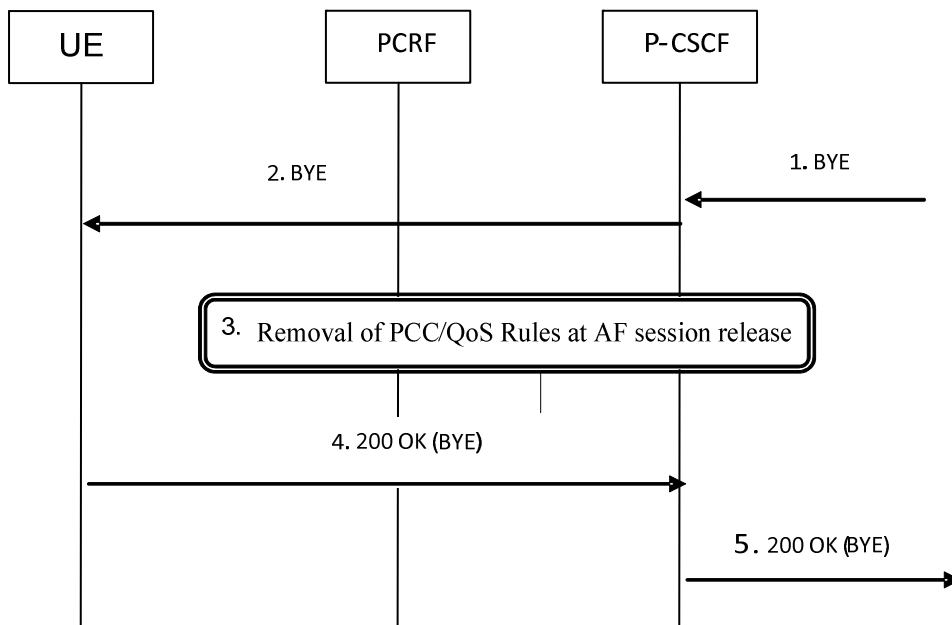 UE
PCRF
P-CSCF
1. BYE
2. BYE
3. Removal of PCC/QoS Rules at AF session release
4. 200 OK (BYE)
5. 200 OK (BYE)